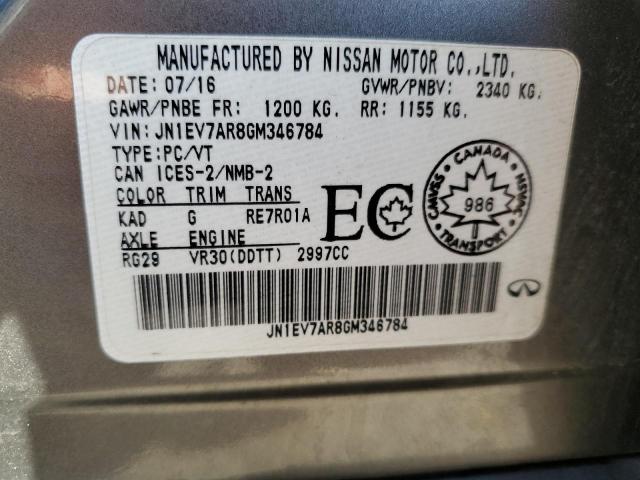 MANUFACTURED BY NISSAN MOTOR CO.,LTD.
DATE: 07/16 GVWR/PNBV: 2340 KG.
GAWR/PNBE FR: 1200 KG. RR: 1155 KG.
VIN: JN1EV7AR8GM346784
TYPE: PC/VT
CAN ICES-2/NMB-2
COLOR TRIM TRANS
KAD G RE7R01A
AXLE ENGINE
RG29 VR30(DDTT) 2997CC
EC
CANADA
CMVSS NSVAC
986
TRANSPORT
JN1EV7AR8GM346784